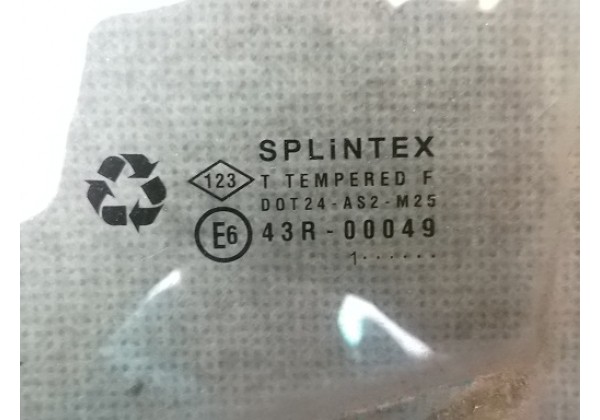 SPLiNTEX
123 T TEMPERED F
DOT24-AS2-M25
E6 43R-00049
1······